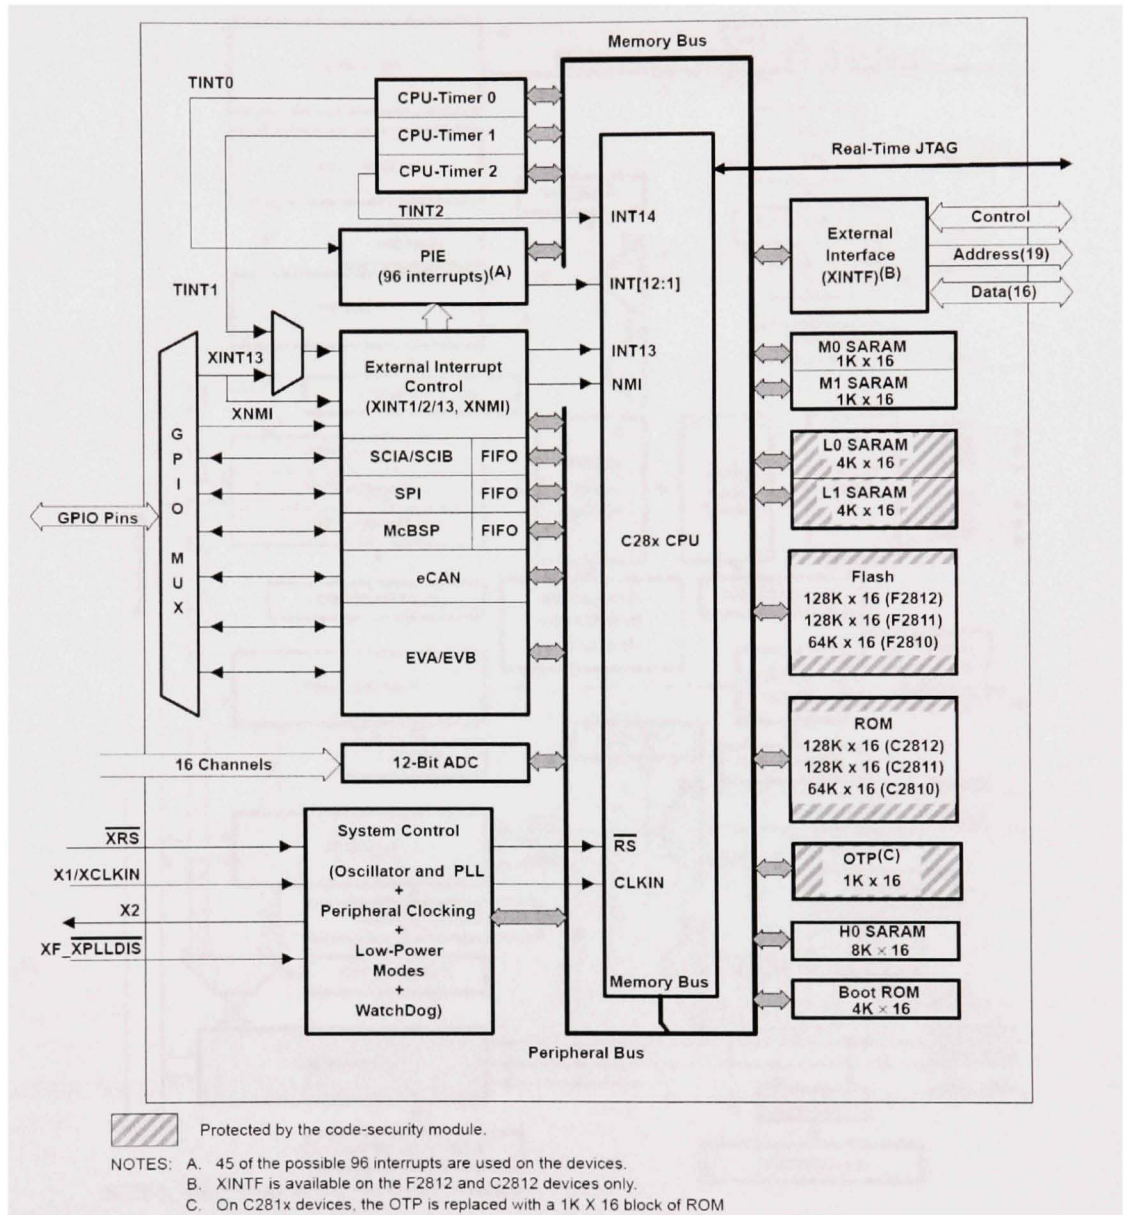 Memory Bus
TINT0
CPU-Timer 0
CPU-Timer 1
CPU-Timer 2
Real-Time JTAG
TINT2
INT14
Control
External
Interface
(XINTF)(B)
Address(19)
Data(16)
PIE
(96 interrupts)(A)
INT[12:1]
TINT1
XINT13
External Interrupt
Control
(XINT1/2/13, XNMI)
INT13
NMI
M0 SARAM
1K x 16
M1 SARAM
1K x 16
XNMI
GPIO MUX
GPIO Pins
SCIA/SCIB
FIFO
SPI
FIFO
McBSP
FIFO
eCAN
EVA/EVB
C28x CPU
L0 SARAM
4K x 16
L1 SARAM
4K x 16
Flash
128K x 16 (F2812)
128K x 16 (F2811)
64K x 16 (F2810)
ROM
128K x 16 (C2812)
128K x 16 (C2811)
64K x 16 (C2810)
16 Channels
12-Bit ADC
XRS
X1/XCLKIN
X2
XF_XPLLDIS
System Control
(Oscillator and PLL
+
Peripheral Clocking
+
Low-Power
Modes
+
WatchDog)
RS
CLKIN
OTP(C)
1K x 16
H0 SARAM
8K × 16
Boot ROM
4K × 16
Memory Bus
Peripheral Bus
Protected by the code-security module.
NOTES: A. 45 of the possible 96 interrupts are used on the devices.
B. XINTF is available on the F2812 and C2812 devices only.
C. On C281x devices, the OTP is replaced with a 1K X 16 block of ROM